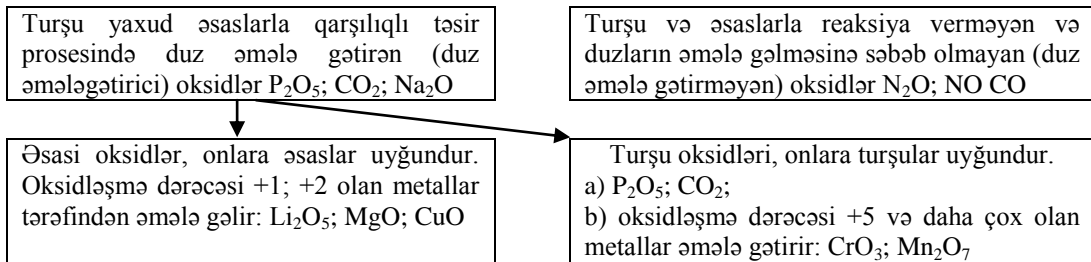 Turşu yaxud əsaslarla qarşılıqlı təsir
prosesində duz əmələ gətirən (duz
əmələgətirici) oksidlər P₂O₅; CO₂; Na₂O
Turşu və əsaslarla reaksiya verməyən və
duzların əmələ gəlməsinə səbəb olmayan (duz
əmələ gətirməyən) oksidlər N₂O; NO CO
Əsasi oksidlər, onlara əsaslar uyğundur.
Oksidləşmə dərəcəsi +1; +2 olan metallar
tərəfindən əmələ gəlir: Li₂O₅; MgO; CuO
Turşu oksidləri, onlara turşular uyğundur.
a) P₂O₅; CO₂;
b) oksidləşmə dərəcəsi +5 və daha çox olan
metallar əmələ gətirir: CrO₃; Mn₂O₇